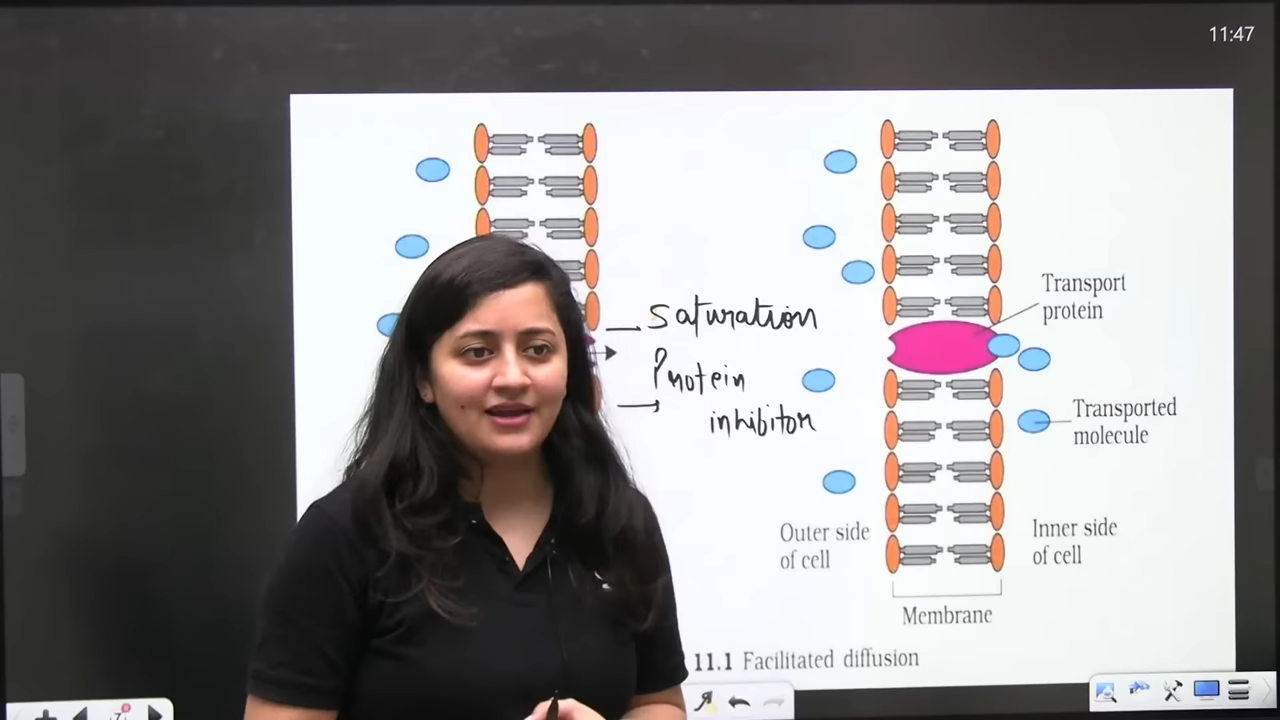 11:47
Saturation
Protein
inhibitor
Transport
protein
Transported
molecule
Outer side
of cell
Inner side
of cell
Membrane
11.1 Facilitated diffusion
7